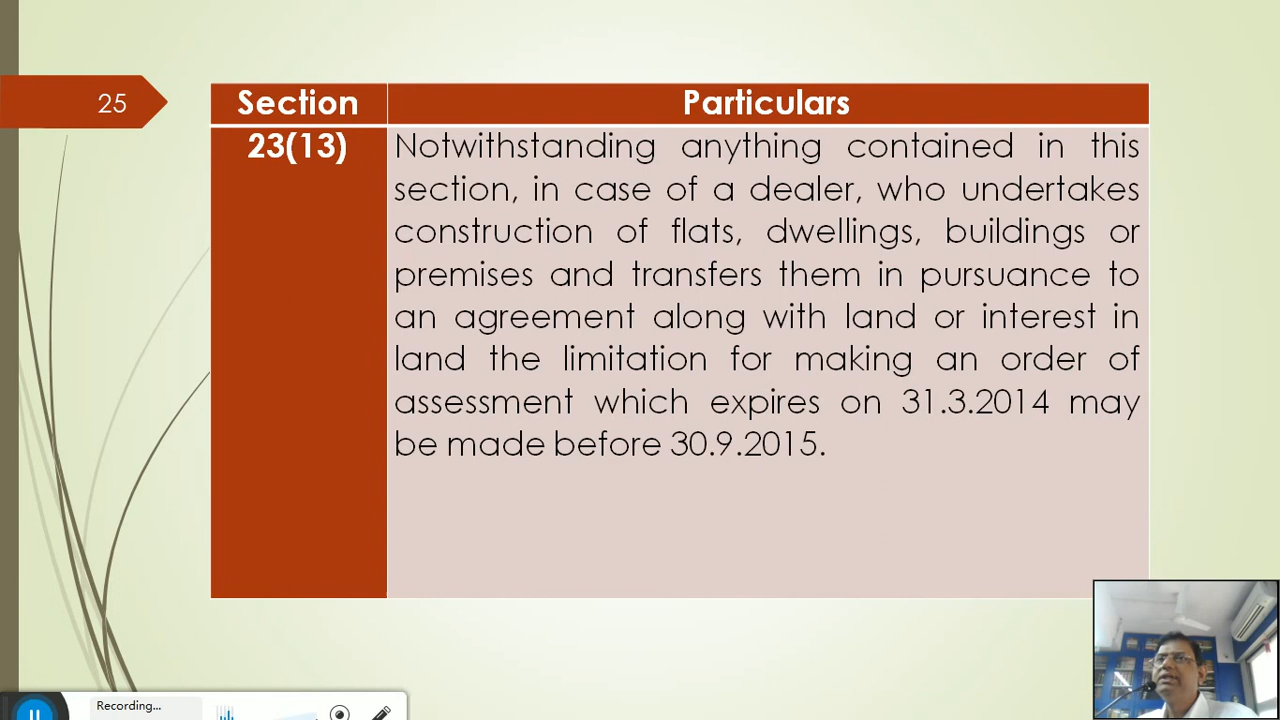 25
Section Particulars
23(13) Notwithstanding anything contained in this
section, in case of a dealer, who undertakes
construction of flats, dwellings, buildings or
premises and transfers them in pursuance to
an agreement along with land or interest in
land the limitation for making an order of
assessment which expires on 31.3.2014 may
be made before 30.9.2015.
Recording...